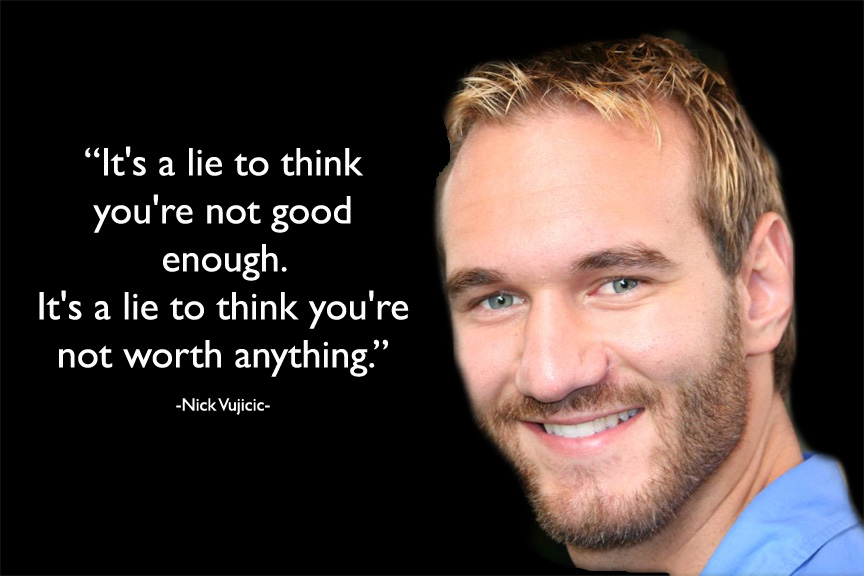 “It's a lie to think
you're not good
enough.
It's a lie to think you're
not worth anything.”
-Nick Vujicic-